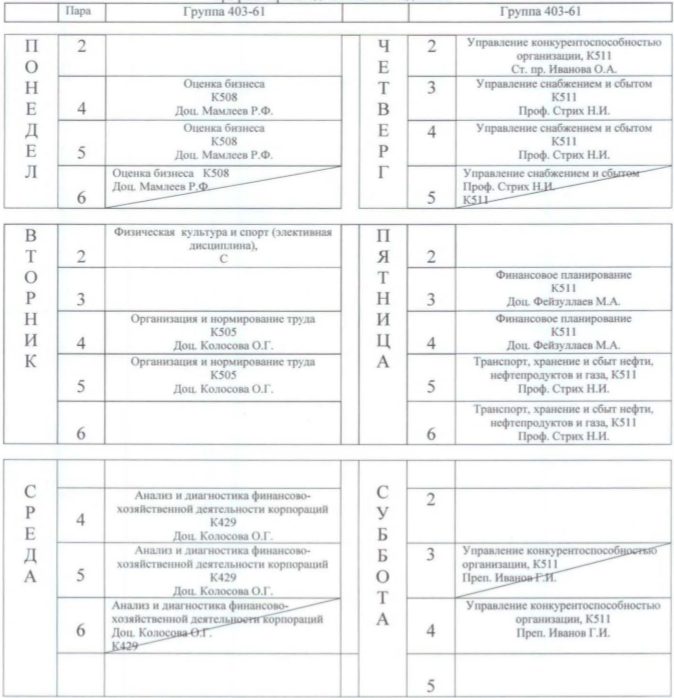 Пара
Группа 403-61
Группа 403-61
ПОНЕДЕЛ
2
4
Оценка бизнеса
К508
Доц. Мамлеев Р.Ф.
5
Оценка бизнеса
К508
Доц. Мамлеев Р.Ф.
6
Оценка бизнеса К508
Доц. Мамлеев Р.Ф.
ЧЕТВЕРГ
2
Управление конкурентоспособностью
организации, К511
Ст. пр. Иванова О.А.
3
Управление снабжением и сбытом
К511
Проф. Стрих Н.И.
4
Управление снабжением и сбытом
К511
Проф. Стрих Н.И.
5
Управление снабжением и сбытом
Проф. Стрих Н.И.
К511
ВТОРНИК
2
Физическая культура и спорт (элективная
дисциплина),
С
3
4
Организация и нормирование труда
К505
Доц. Колосова О.Г.
5
Организация и нормирование труда
К505
Доц. Колосова О.Г.
6
ПЯТНИЦА
2
3
Финансовое планирование
К511
Доц. Фейзуллаев М.А.
4
Финансовое планирование
К511
Доц. Фейзуллаев М.А.
5
Транспорт, хранение и сбыт нефти,
нефтепродуктов и газа, К511
Проф. Стрих Н.И.
6
Транспорт, хранение и сбыт нефти,
нефтепродуктов и газа, К511
Проф. Стрих Н.И.
СРЕДА
4
Анализ и диагностика финансово-
хозяйственной деятельности корпораций
К429
Доц. Колосова О.Г.
5
Анализ и диагностика финансово-
хозяйственной деятельности корпораций
К429
Доц. Колосова О.Г.
6
Анализ и диагностика финансово-
хозяйственной деятельности корпораций
Доц. Колосова О.Г.
К429
СУББОТА
2
3
Управление конкурентоспособностью
организации, К511
Преп. Иванов Г.И.
4
Управление конкурентоспособностью
организации, К511
Преп. Иванов Г.И.
5